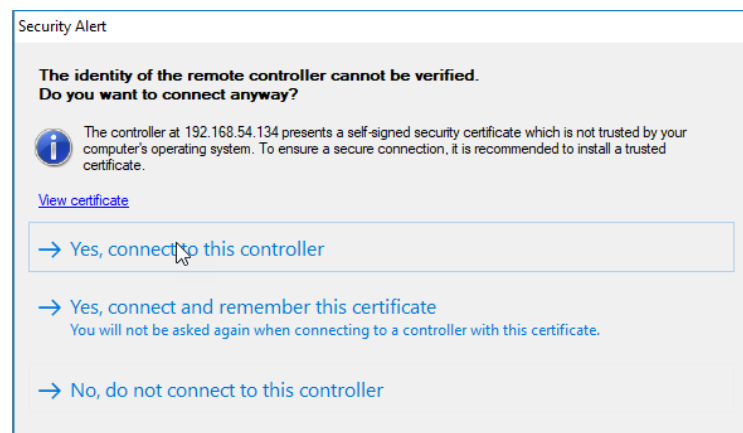 Security Alert
The identity of the remote controller cannot be verified.
Do you want to connect anyway?
The controller at 192.168.54.134 presents a self-signed security certificate which is not trusted by your
computer's operating system. To ensure a secure connection, it is recommended to install a trusted
certificate.
View certificate
Yes, connect to this controller
Yes, connect and remember this certificate
You will not be asked again when connecting to a controller with this certificate.
No, do not connect to this controller